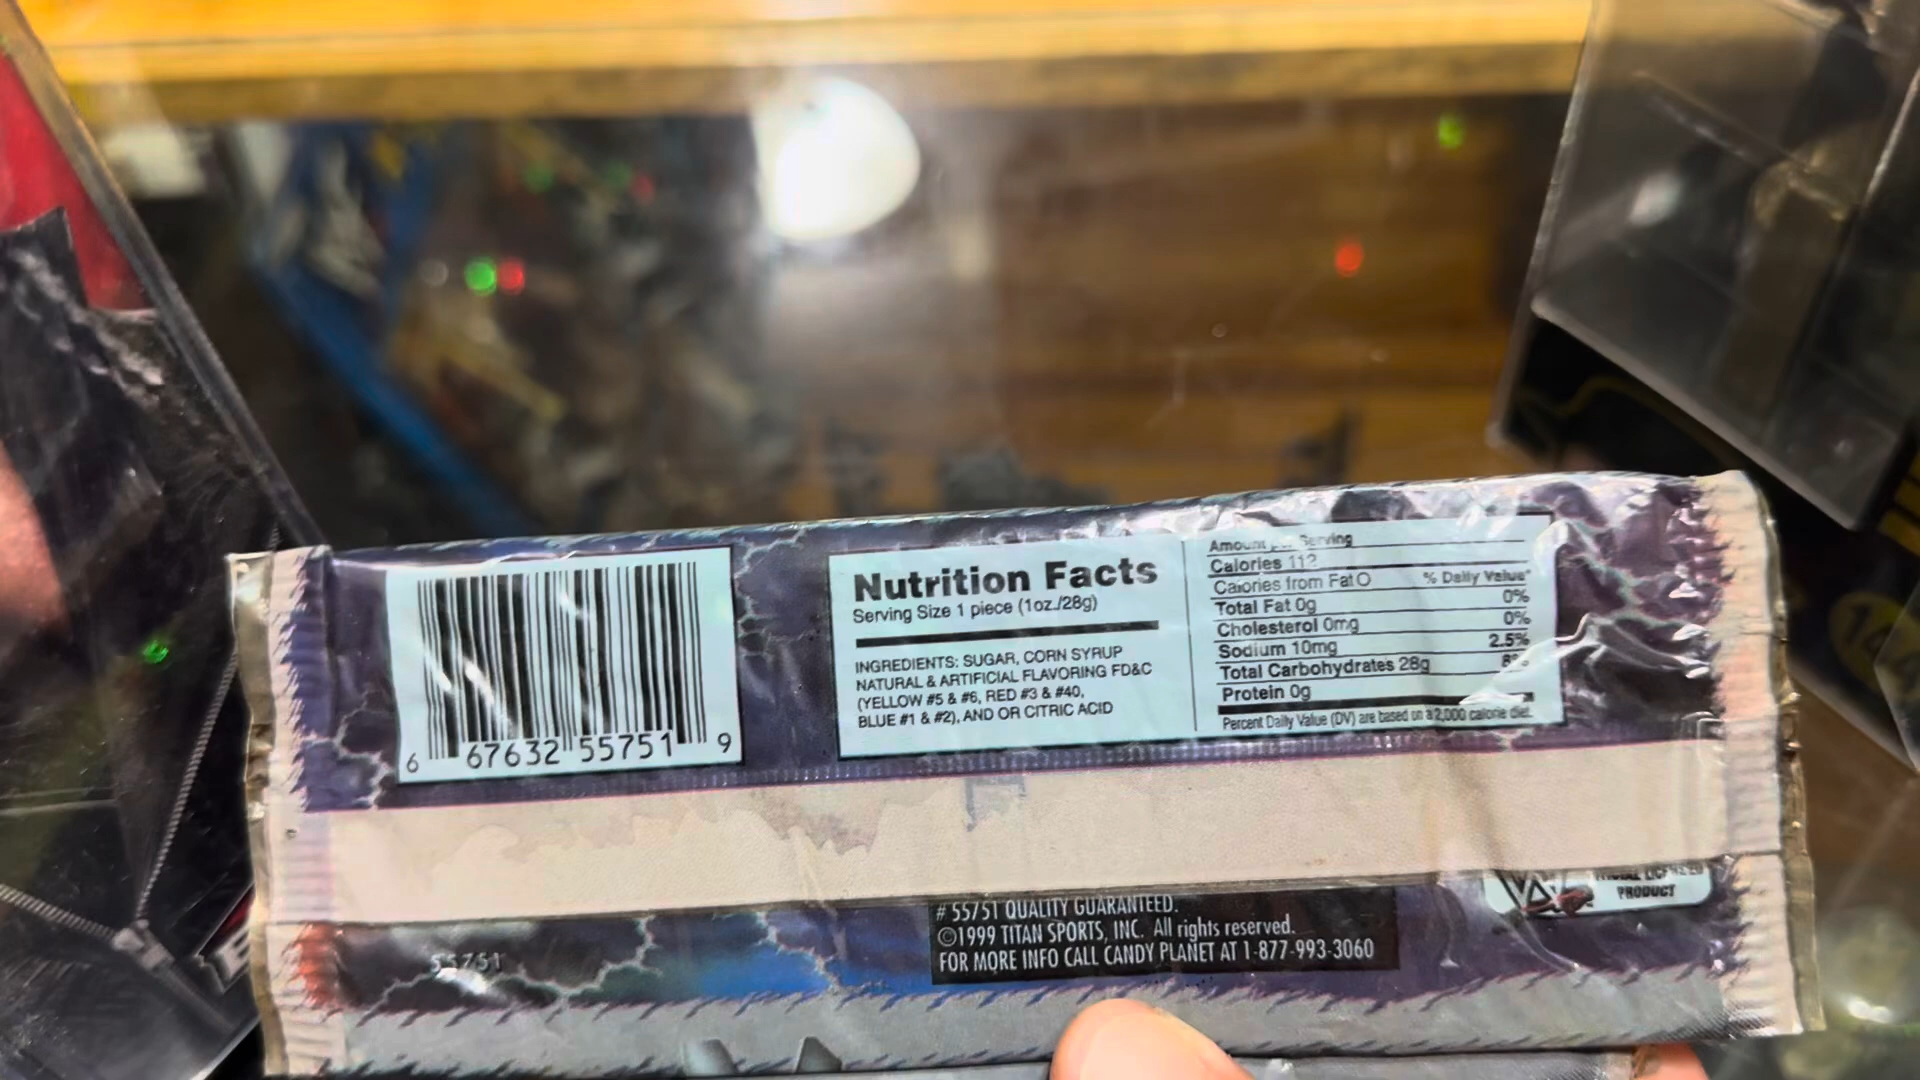 6 67632 55751 9
Nutrition Facts
Serving Size 1 piece (1oz./28g)
INGREDIENTS: SUGAR, CORN SYRUP
NATURAL & ARTIFICIAL FLAVORING FD&C
(YELLOW #5 & #6, RED #3 & #40,
BLUE #1 & #2), AND OR CITRIC ACID
Amount Serving
Calories 112
Calories from Fat O % Daily Value*
Total Fat 0g 0%
Cholesterol 0mg 0%
Sodium 10mg 2.5%
Total Carbohydrates 28g
Protein 0g
Percent Daily Value (DV) are based on a 2,000 calorie diet.
PRODUCT
# 55751 QUALITY GUARANTEED.
©1999 TITAN SPORTS, INC. All rights reserved.
FOR MORE INFO CALL CANDY PLANET AT 1-877-993-3060
55751